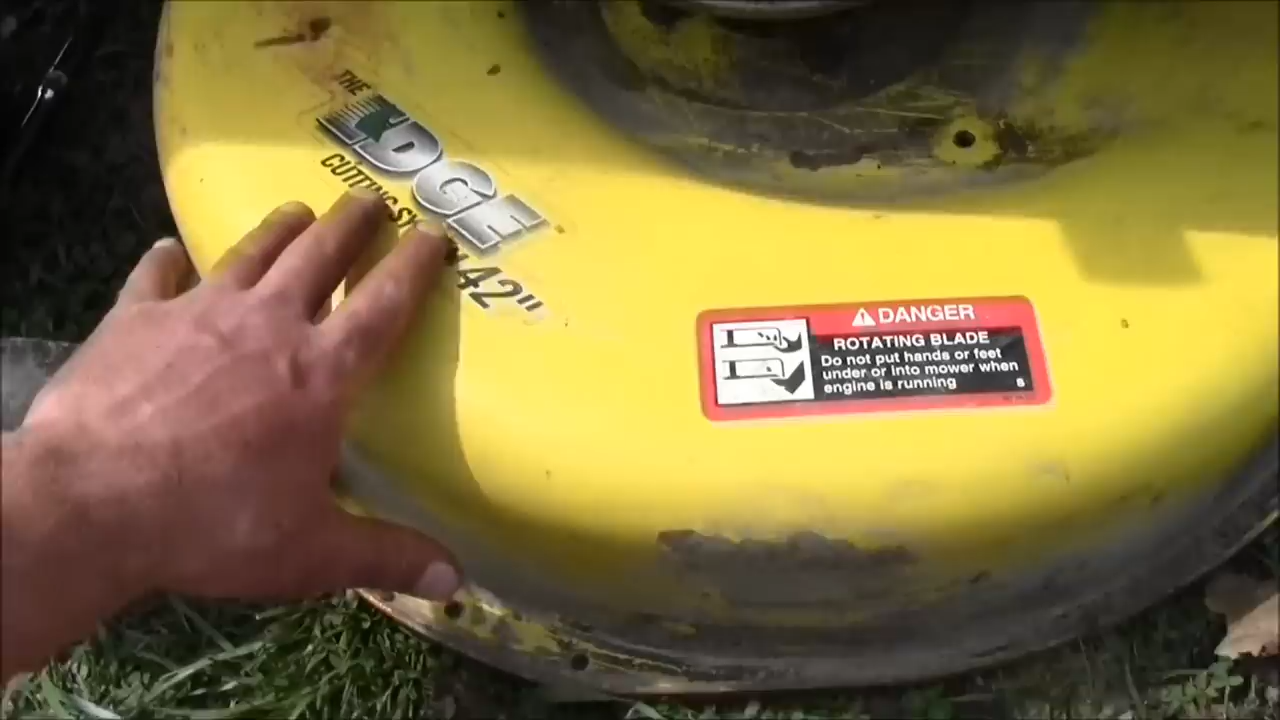 THE
EDGE
CUTTING SYSTEM
42"
DANGER
ROTATING BLADE
Do not put hands or feet
under or into mower when
engine is running